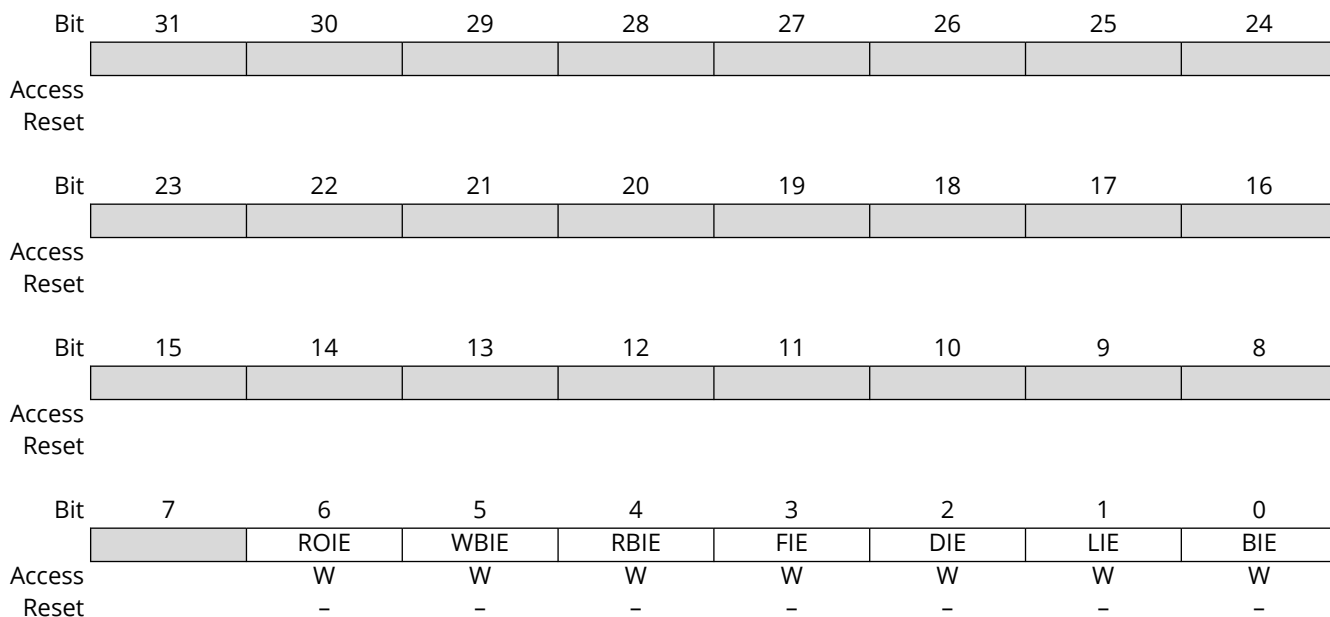 Bit 31 30 29 28 27 26 25 24
Access
Reset
Bit 23 22 21 20 19 18 17 16
Access
Reset
Bit 15 14 13 12 11 10 9 8
Access
Reset
Bit 7 6 5 4 3 2 1 0
ROIE WBIE RBIE FIE DIE LIE BIE
Access W W W W W W W
Reset – – – – – – –